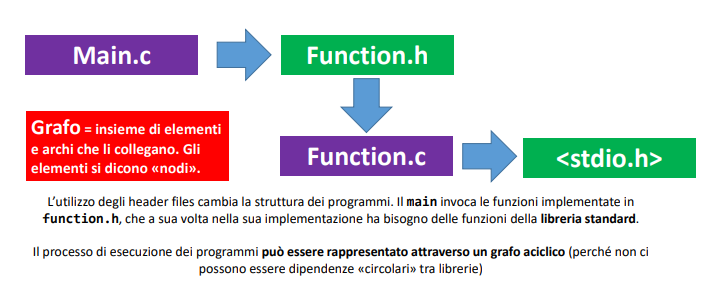 Main.c
Function.h
Grafo = insieme di elementi
e archi che li collegano. Gli
elementi si dicono «nodi».
Function.c
<stdio.h>
L'utilizzo degli header files cambia la struttura dei programmi. Il main invoca le funzioni implementate in
function.h, che a sua volta nella sua implementazione ha bisogno delle funzioni della libreria standard.
Il processo di esecuzione dei programmi può essere rappresentato attraverso un grafo aciclico (perché non ci
possono essere dipendenze «circolari» tra librerie)